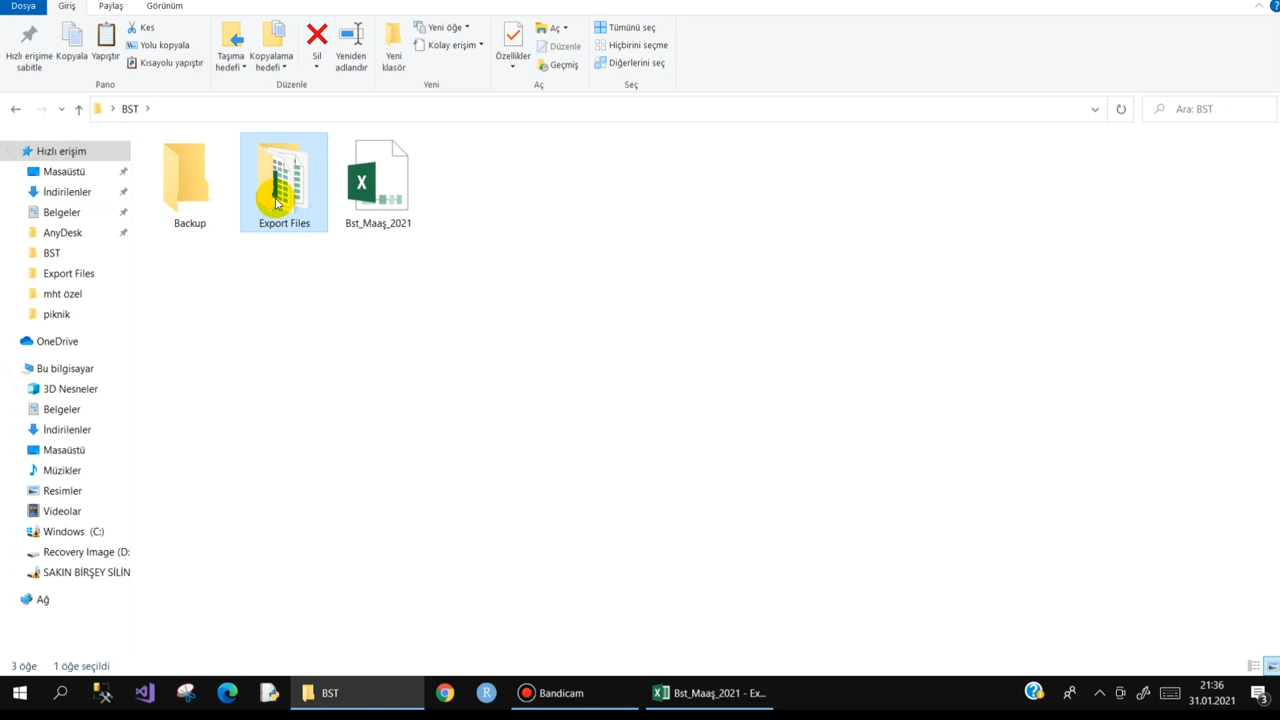 Dosya Giriş Paylaş Görünüm
Hızlı erişime sabitle
Kopyala
Yapıştır
Kes
Yolu kopyala
Kısayolu yapıştır
Pano
Taşıma hedefi
Kopyalama hedefi
Sil
Yeniden adlandır
Düzenle
Yeni klasör
Yeni öğe
Kolay erişim
Yeni
Özellikler
Aç
Düzenle
Geçmiş
Aç
Tümünü seç
Hiçbirini seçme
Diğerlerini seç
Seç
BST
Ara: BST
Hızlı erişim
Masaüstü
İndirilenler
Belgeler
AnyDesk
BST
Export Files
mht özel
piknik
OneDrive
Bu bilgisayar
3D Nesneler
Belgeler
İndirilenler
Masaüstü
Müzikler
Resimler
Videolar
Windows (C:)
Recovery Image (D:
SAKIN BİRŞEY SİLİN
Ağ
Backup
Export Files
Bst_Maaş_2021
3 öğe 1 öğe seçildi
BST
Bandicam
Bst_Maaş_2021 - Ex...
21:36
31.01.2021
3